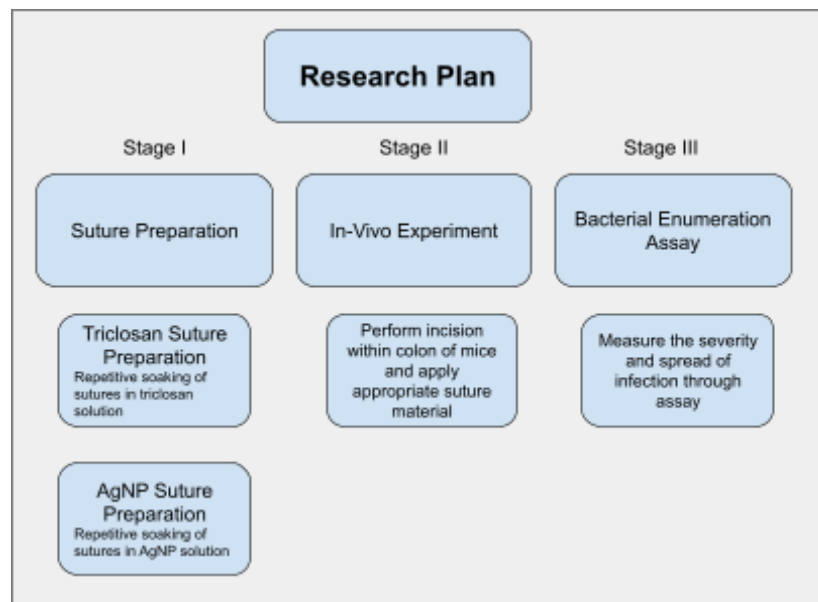 Research Plan
Stage I
Stage II
Stage III
Suture Preparation
In-Vivo Experiment
Bacterial Enumeration
Assay
Triclosan Suture
Preparation
Repetitive soaking of
sutures in triclosan
solution
Perform incision
within colon of mice
and apply
appropriate suture
material
Measure the severity
and spread of
infection through
assay
AgNP Suture
Preparation
Repetitive soaking of
sutures in AgNP solution